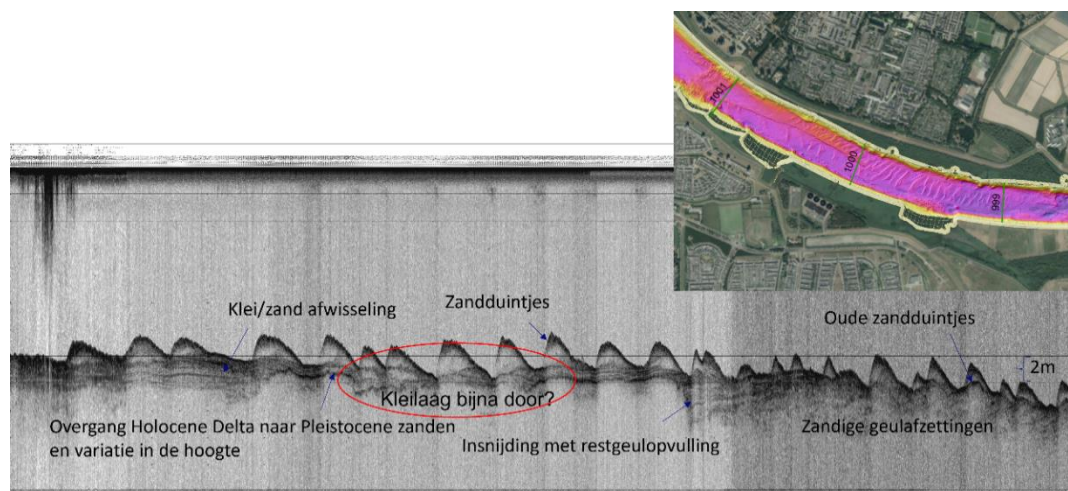 1001
1000
999
Klei/zand afwisseling
Zandduintjes
Oude zandduintjes
2m
Kleilaag bijna door?
Overgang Holocene Delta naar Pleistocene zanden
en variatie in de hoogte
Insnijding met restgeulopvulling
Zandige geulafzettingen